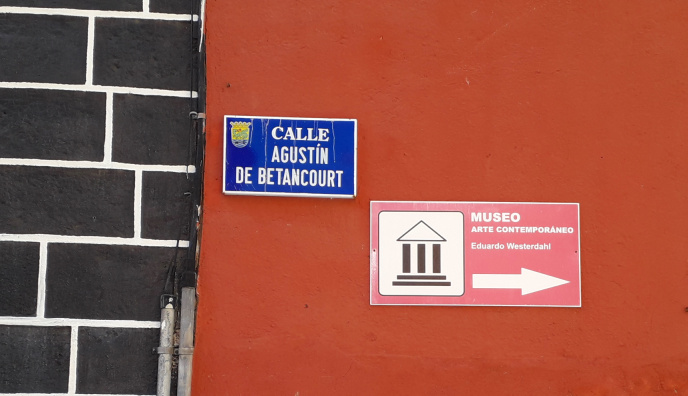 CALLE
AGUSTÍN
DE BETANCOURT
MUSEO
ARTE CONTEMPORÁNEO
Eduardo Westerdahl